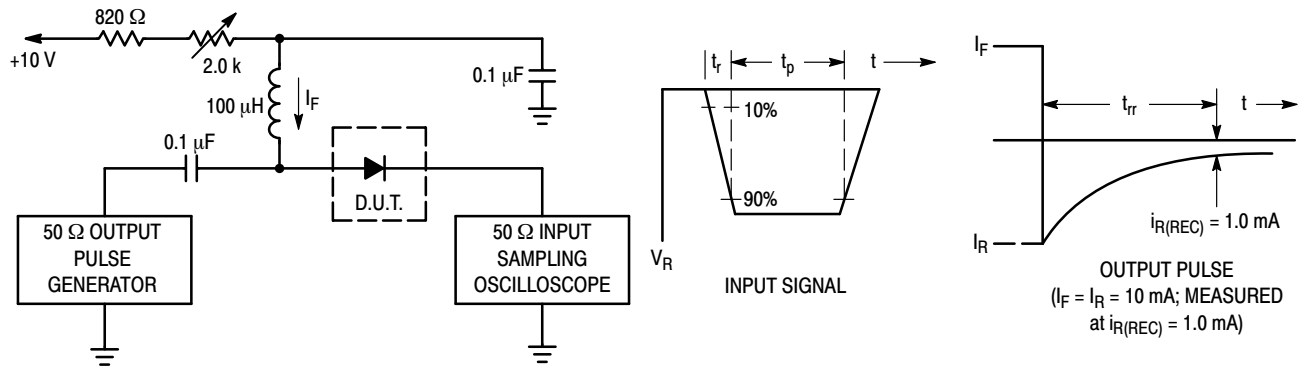 820 Ω
+10 V
2.0 k
100 μH
I_F
0.1 μF
0.1 μF
D.U.T.
50 Ω OUTPUT
PULSE
GENERATOR
50 Ω INPUT
SAMPLING
OSCILLOSCOPE
t_r
t_p
t
10%
90%
V_R
INPUT SIGNAL
I_F
t_rr
t
I_R
i_R(REC) = 1.0 mA
OUTPUT PULSE
(I_F = I_R = 10 mA; MEASURED
at i_R(REC) = 1.0 mA)